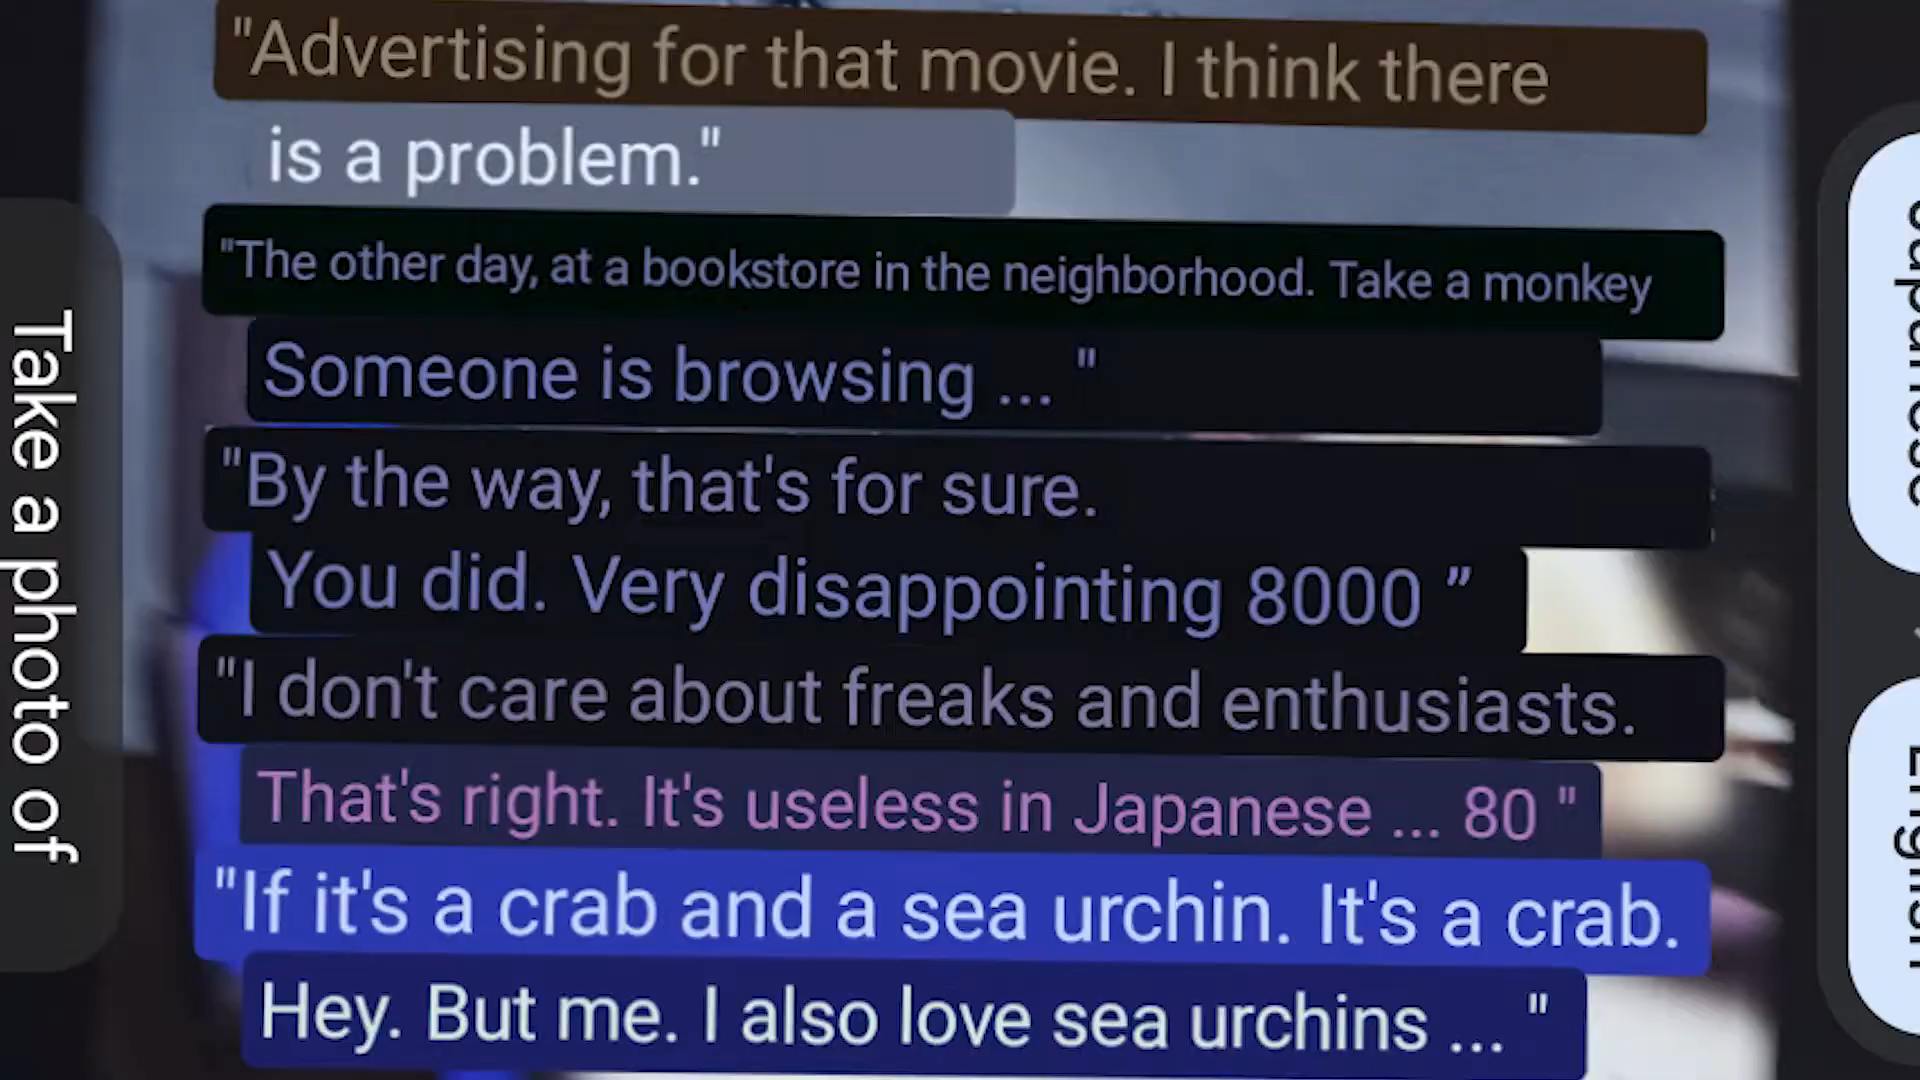 "Advertising for that movie. I think there
is a problem."
"The other day, at a bookstore in the neighborhood. Take a monkey
Someone is browsing ... "
"By the way, that's for sure.
You did. Very disappointing 8000 ”
"I don't care about freaks and enthusiasts.
That's right. It's useless in Japanese ... 80 "
"If it's a crab and a sea urchin. It's a crab.
Hey. But me. I also love sea urchins ... "
Take a photo of
Japanese
English